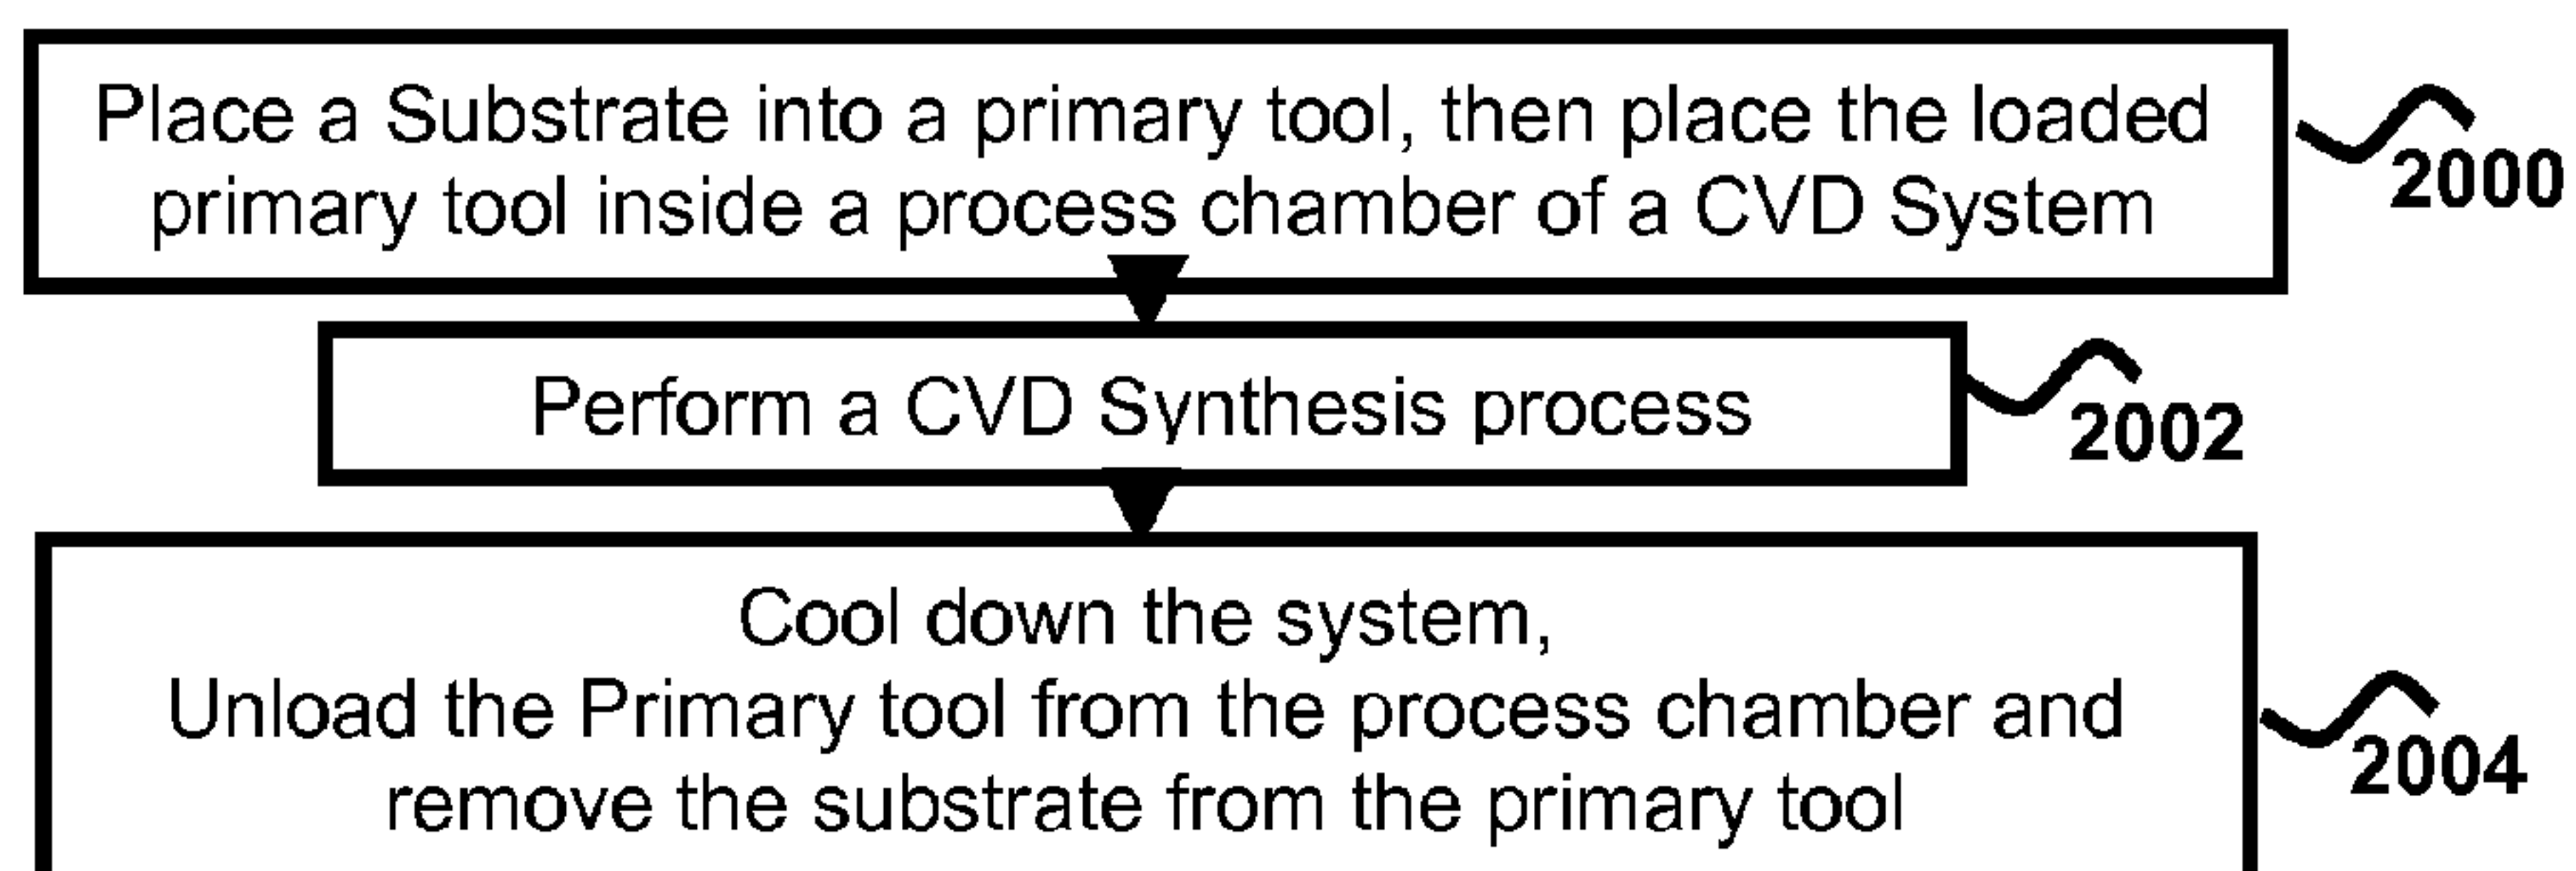 Place a Substrate into a primary tool, then place the loaded
primary tool inside a process chamber of a CVD System
2000
Perform a CVD Synthesis process
2002
Cool down the system,
Unload the Primary tool from the process chamber and
remove the substrate from the primary tool
2004